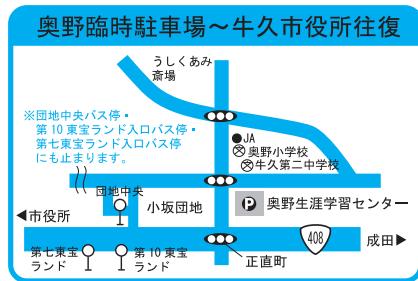 奥野臨時駐車場～牛久市役所往復
うしくあみ
斎場
※団地中央バス停・
第10東宝ランド入口バス停・
第七東宝ランド入口バス停
にも止まります。
JA
奥野小学校
牛久第二中学校
団地中央
小坂団地
P
奥野生涯学習センター
◀市役所
408
成田▶
第七東宝
ランド
第10東宝
ランド
正直町